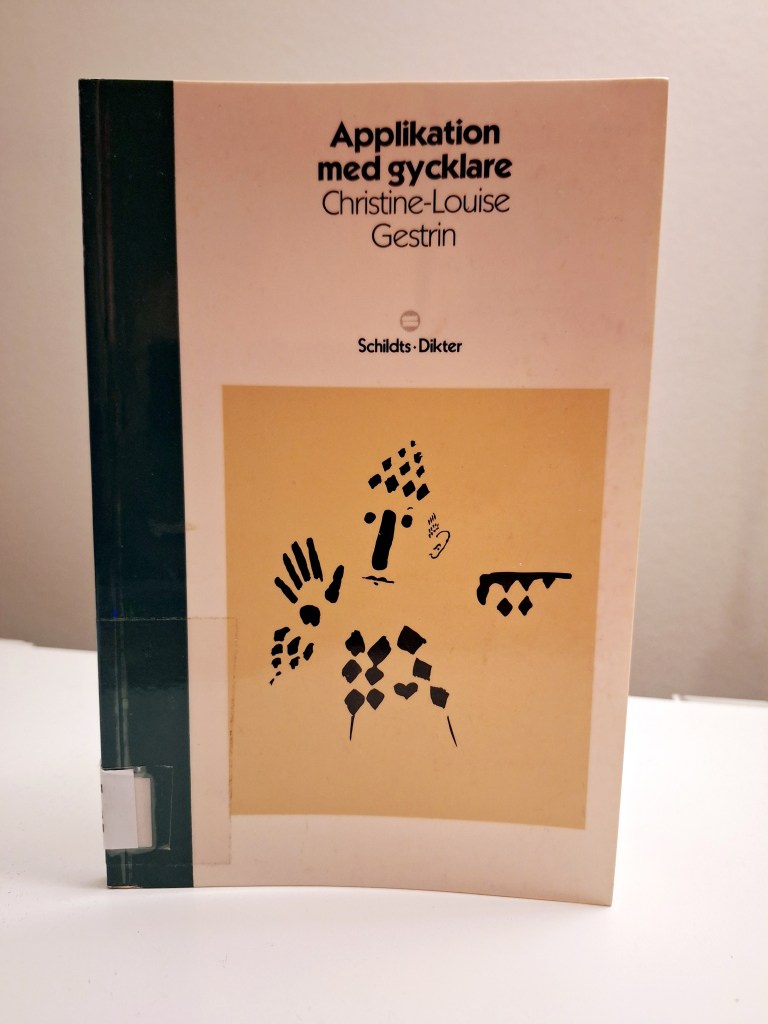 Applikation
med gycklare
Christine-Louise
Gestrin
Schildts·Dikter